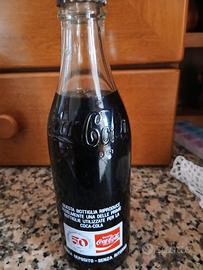 Coca-Cola
QUESTA BOTTIGLIA RIPRODUCE
FEDELMENTE UNA DELLE PRIME
BOTTIGLIE UTILIZZATE PER LA
COCA-COLA
50
Coca-Cola
DEPOSITO - SENZA